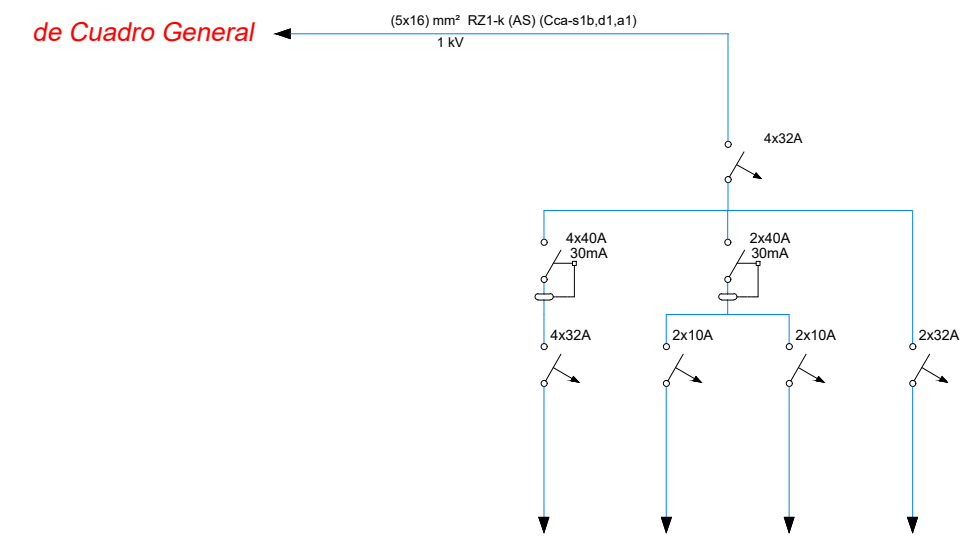 de Cuadro General
(5x16) mm² RZ1-k (AS) (Cca-s1b,d1,a1)
1 kV
4x32A
4x40A
30mA
2x40A
30mA
4x32A
2x10A
2x10A
2x32A